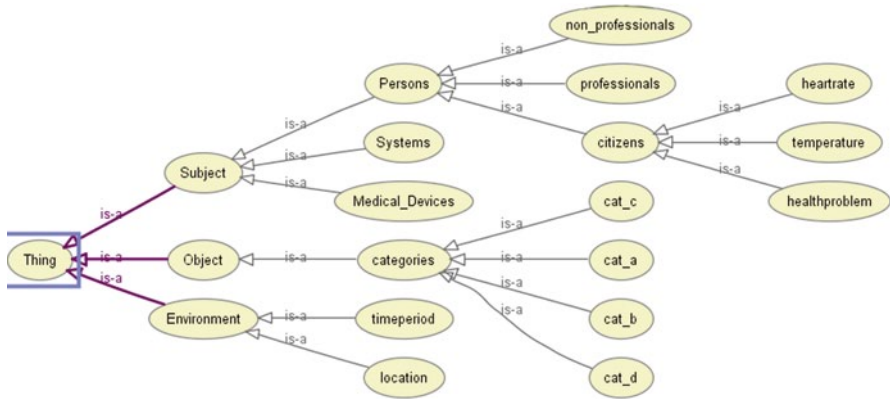 non_professionals
is-a
Persons
is-a
professionals
heartrate
is-a
is-a
is-a
Systems
citizens
is-a
temperature
is-a
Subject
is-a
is-a
Medical_Devices
healthproblem
is-a
cat_c
is-a
Thing
is-a
Object
is-a
categories
is-a
cat_a
is-a
is-a
Environment
is-a
timeperiod
is-a
cat_b
is-a
is-a
location
cat_d